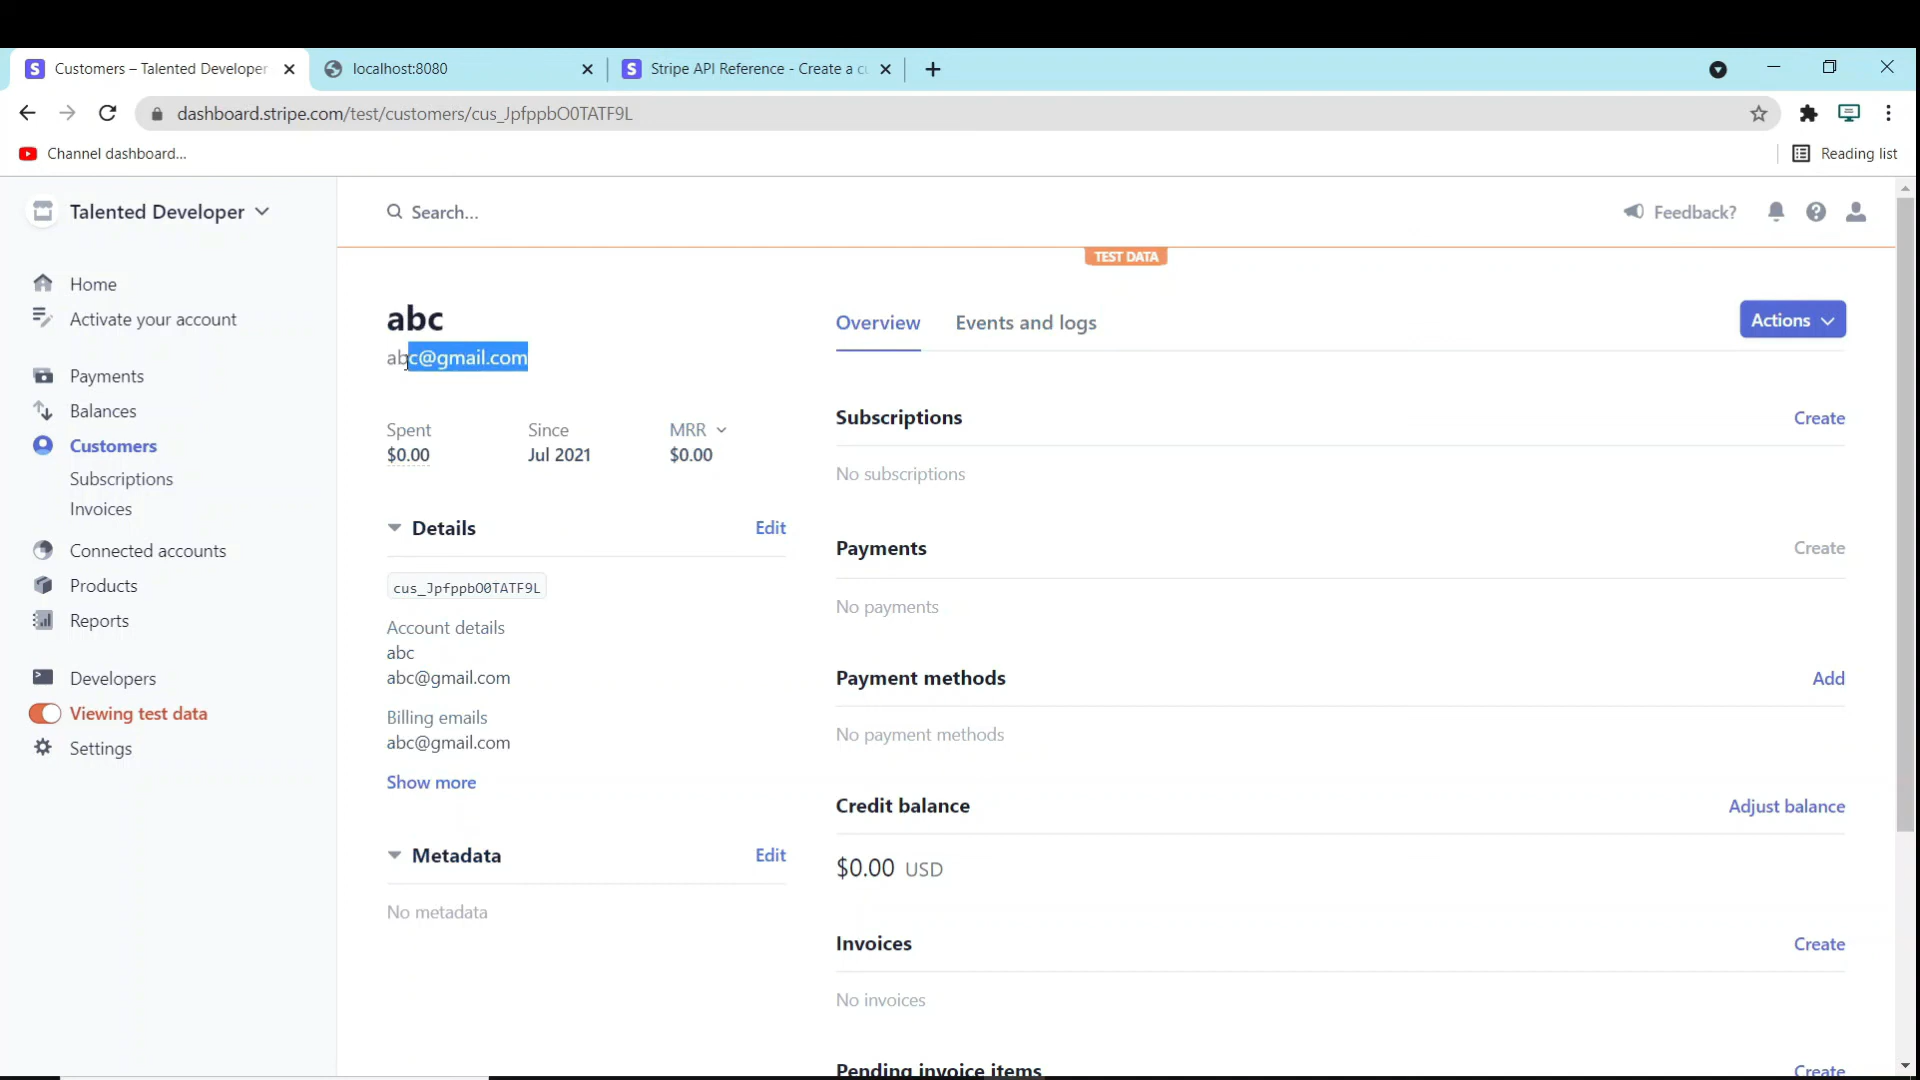 Customers – Talented Developer
localhost:8080
Stripe API Reference - Create a cu
dashboard.stripe.com/test/customers/cus_JpfppbO0TATF9L
Channel dashboard...
Reading list
Talented Developer
Search...
Feedback?
TEST DATA
Home
Activate your account
Payments
Balances
Customers
Subscriptions
Invoices
Connected accounts
Products
Reports
Developers
Viewing test data
Settings
abc
abc@gmail.com
Spent
$0.00
Since
Jul 2021
MRR
$0.00
Details
Edit
cus_JpfppbO0TATF9L
Account details
abc
abc@gmail.com
Billing emails
abc@gmail.com
Show more
Metadata
Edit
No metadata
Overview
Events and logs
Actions
Subscriptions
Create
No subscriptions
Payments
Create
No payments
Payment methods
Add
No payment methods
Credit balance
Adjust balance
$0.00 USD
Invoices
Create
No invoices
Pending invoice items
Create